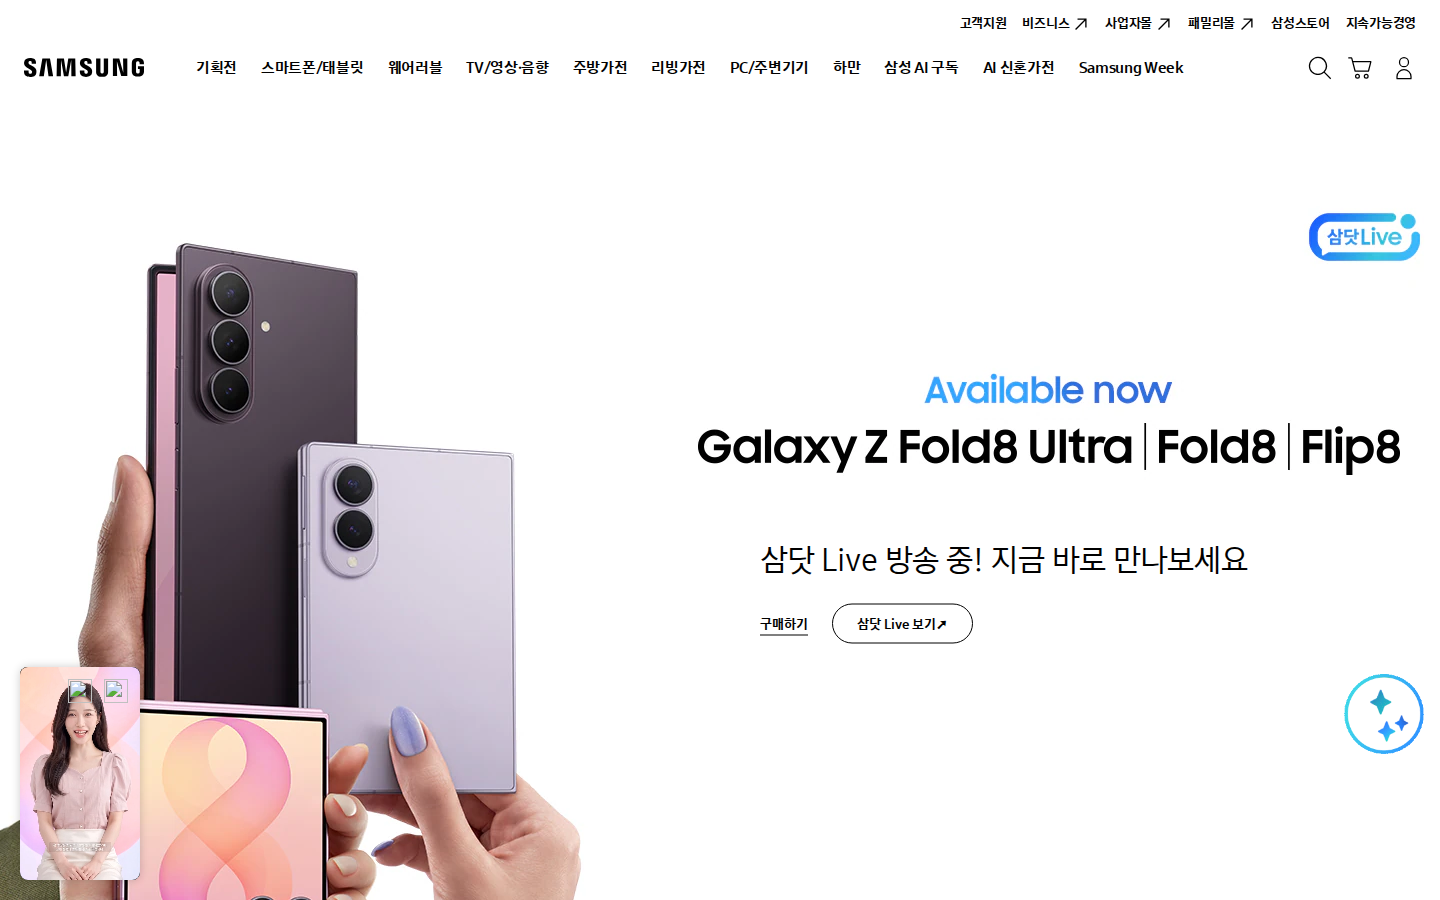 고객지원 비즈니스 사업자몰 패밀리몰 삼성스토어 지속가능경영
SAMSUNG 기획전 스마트폰/태블릿 웨어러블 TV/영상·음향 주방가전 리빙가전 PC/주변기기 하만 삼성 AI 구독 AI 신혼가전 Samsung Week
삼닷Live
Available now
Galaxy Z Fold8 Ultra | Fold8 | Flip8
삼닷 Live 방송 중! 지금 바로 만나보세요
구매하기 삼닷 Live 보기↗